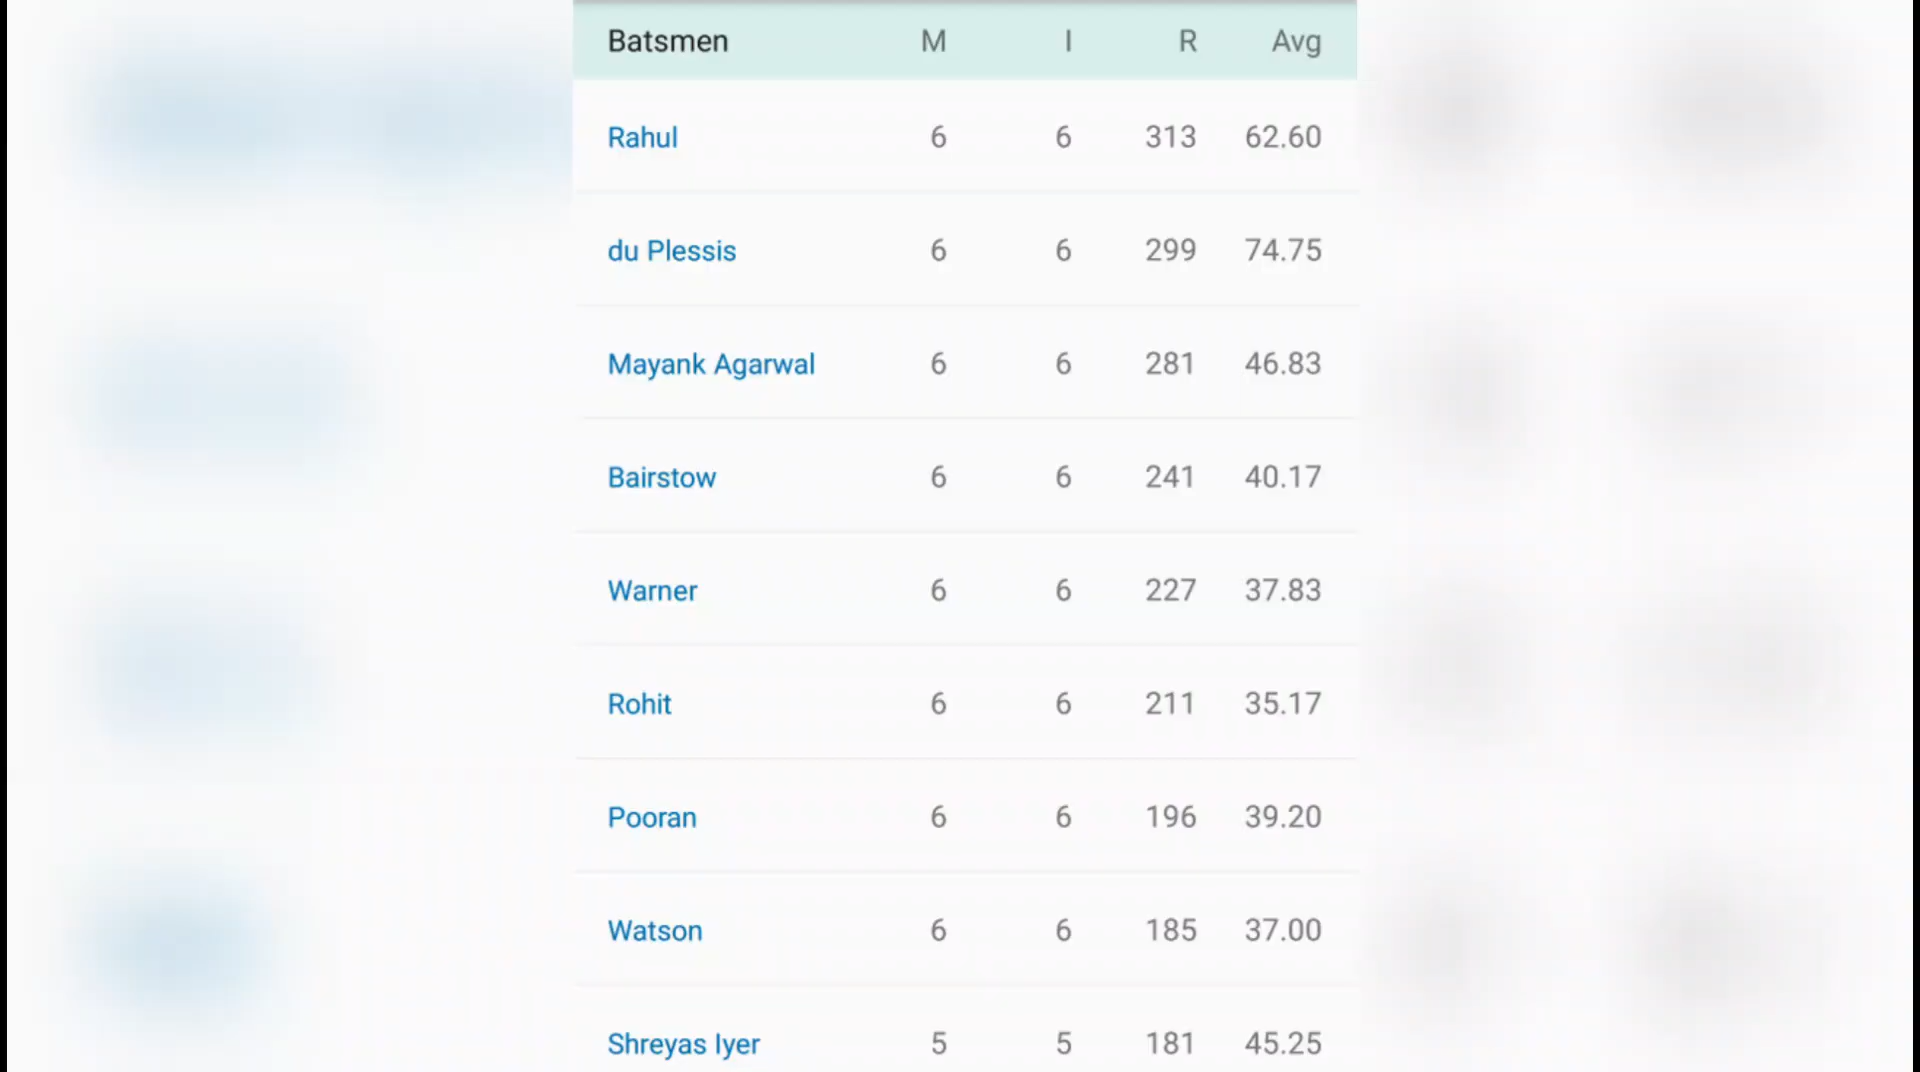 Batsmen M I R Avg
Rahul 6 6 313 62.60
du Plessis 6 6 299 74.75
Mayank Agarwal 6 6 281 46.83
Bairstow 6 6 241 40.17
Warner 6 6 227 37.83
Rohit 6 6 211 35.17
Pooran 6 6 196 39.20
Watson 6 6 185 37.00
Shreyas Iyer 5 5 181 45.25